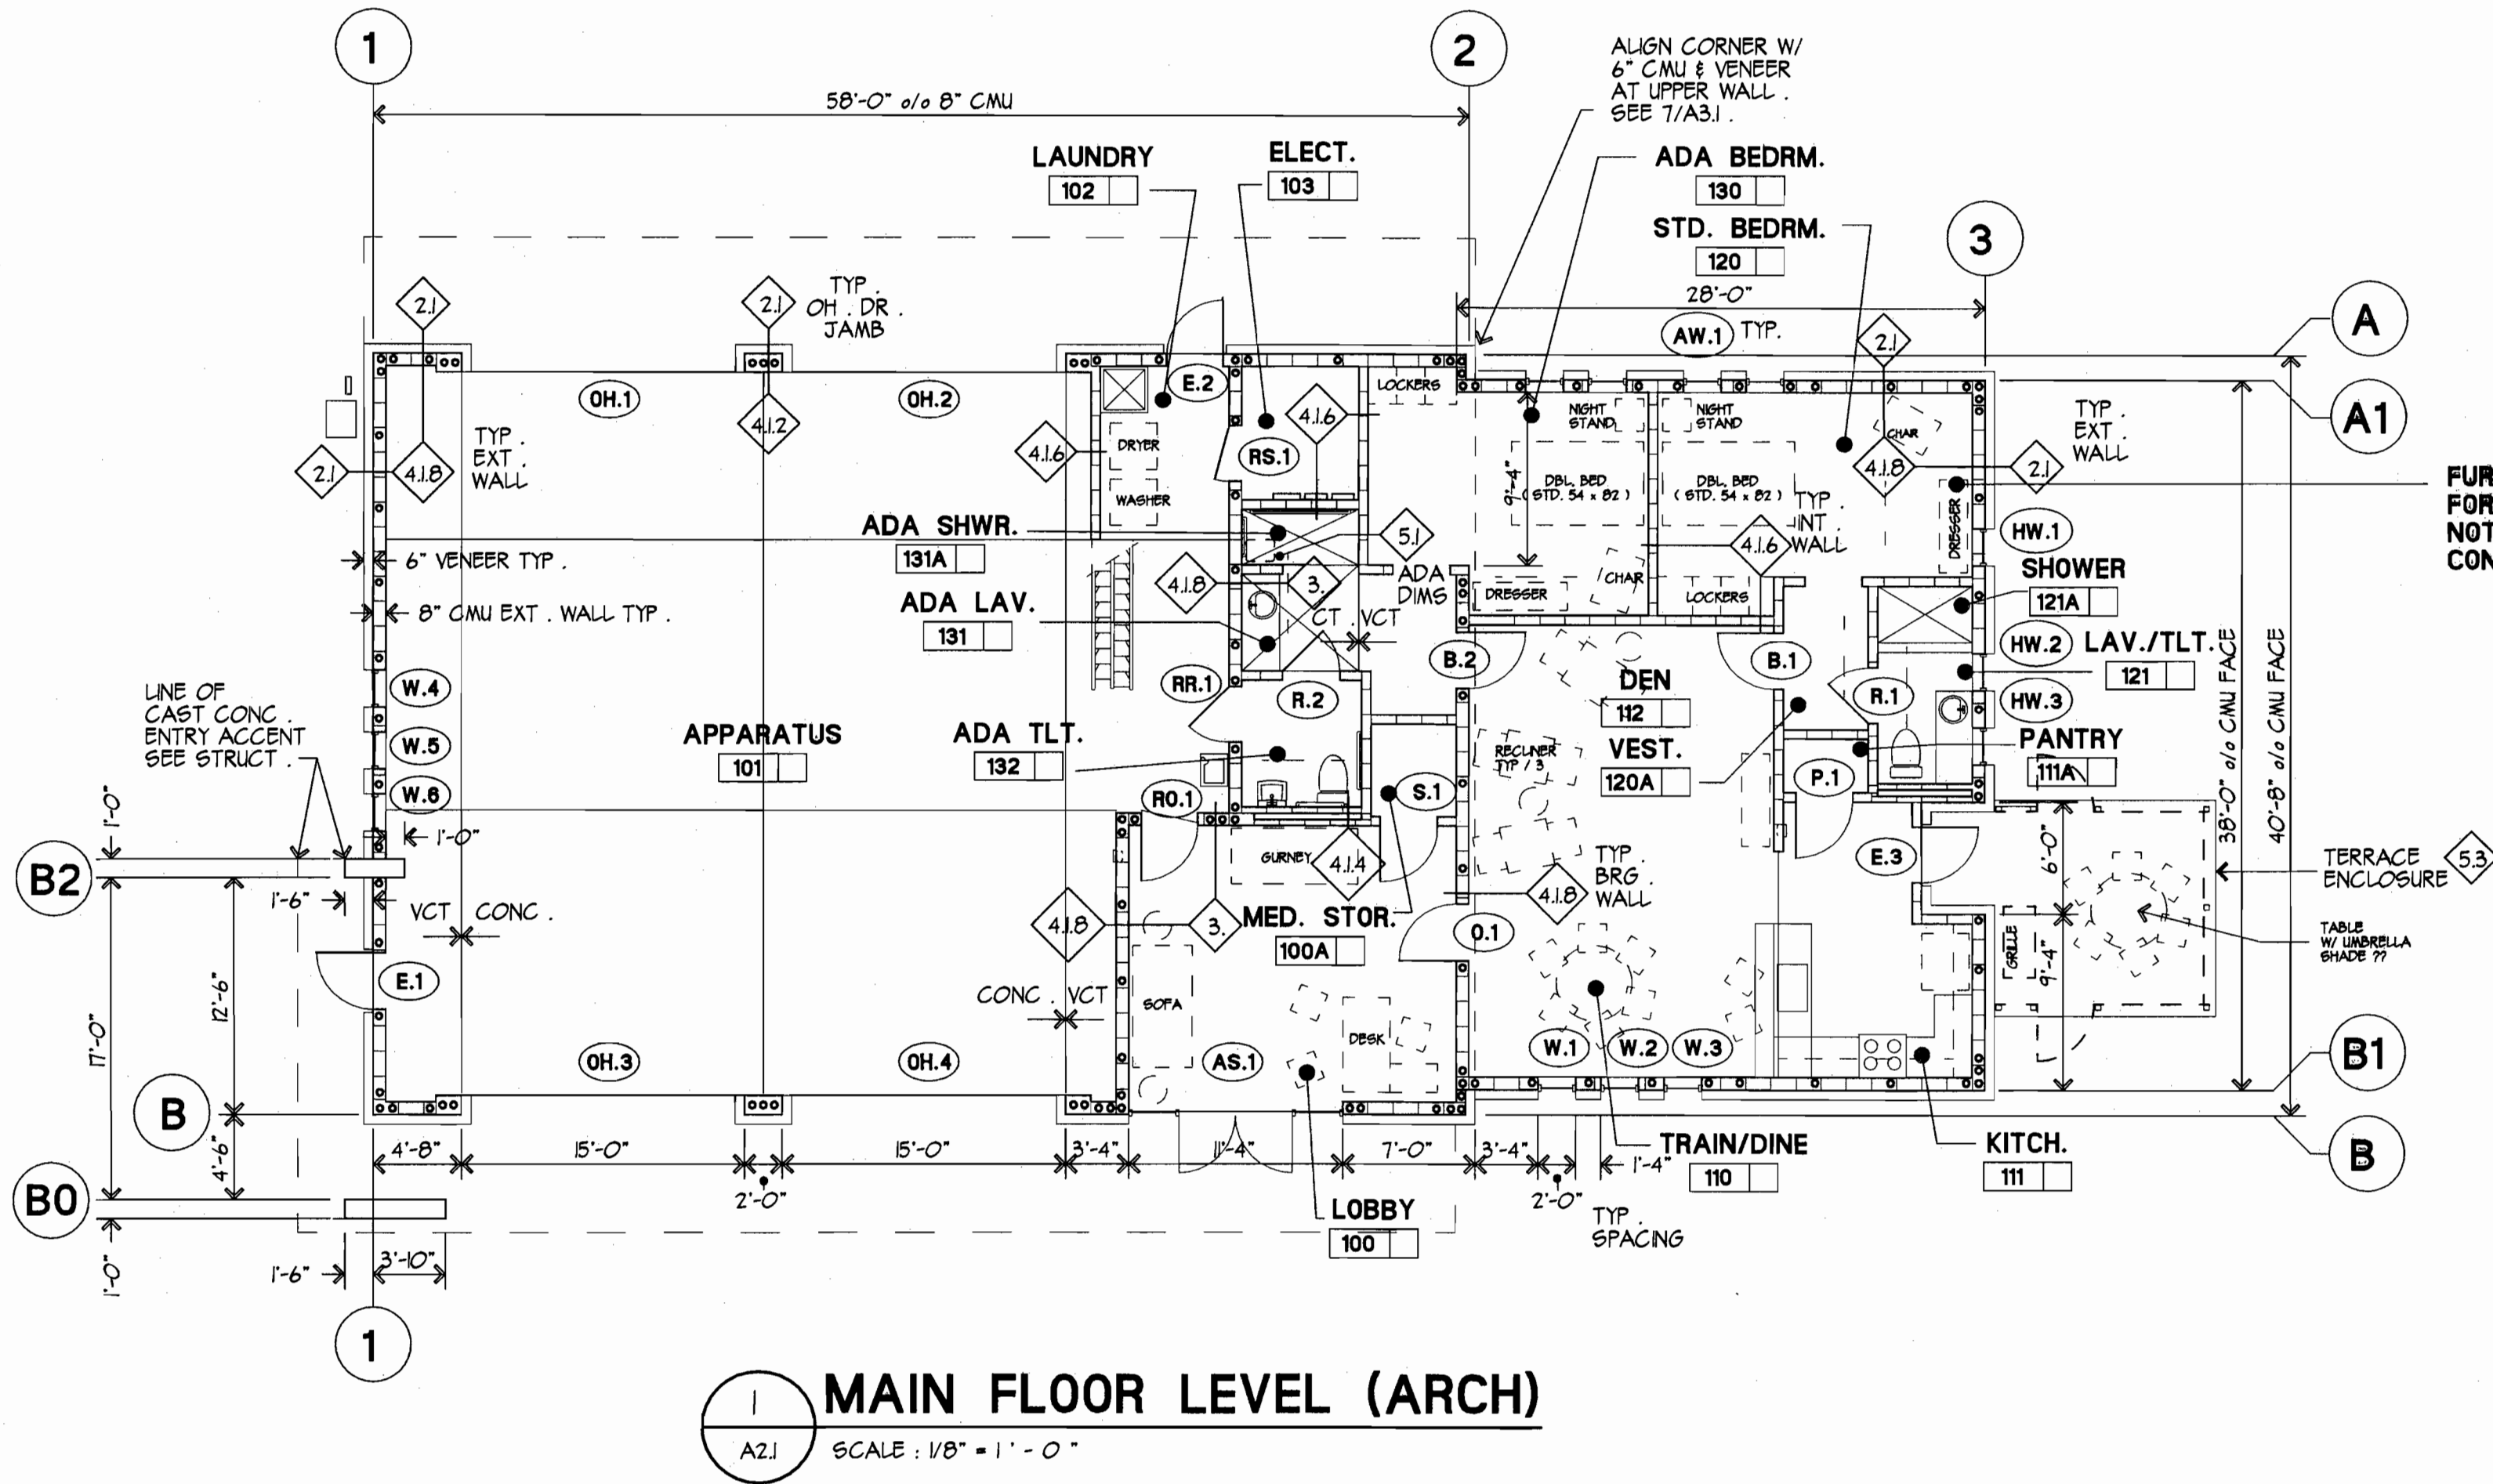 1
2
58'-0" o/o 8" CMU
ALIGN CORNER W/
6" CMU & VENEER
AT UPPER WALL .
SEE 7/A3.1 .
LAUNDRY
102
ELECT.
103
ADA BEDRM.
130
STD. BEDRM.
120
3
28'-0"
A
2.1
2.1
TYP .
OH . DR .
JAMB
AW.1
TYP.
2.1
A1
OH.1
OH.2
E.2
LOCKERS
NIGHT
STAND
NIGHT
STAND
CHAR
TYP .
EXT .
WALL
4.1.2
4.1.6
4.1.6
DRYER
RS.1
TYP .
EXT .
WALL
2.1
4.1.8
9'-4"
DBL. BED
( STD. 54 x 82 )
DBL. BED
( STD. 54 x 82 )
4.1.8
2.1
FUR
FOR
NOT
CON
WASHER
TYP .
INT .
WALL
4.1.6
DRESSER
HW.1
ADA SHWR.
131A
5.1
6" VENEER TYP .
8" CMU EXT . WALL TYP .
4.1.8
3.
ADA
DIMS
/ CHAR
DRESSER
LOCKERS
SHOWER
121A
ADA LAV.
131
CT . VCT
HW.2
LAV./TLT.
121
38'-0" o/o CMU FACE
40'-8" o/o CMU FACE
B.2
B.1
W.4
RR.1
R.2
DEN
112
R.1
HW.3
LINE OF
CAST CONC .
ENTRY ACCENT
SEE STRUCT .
W.5
APPARATUS
101
ADA TLT.
132
RECLINER
TYP / 3
VEST.
120A
PANTRY
111A
W.6
RO.1
S.1
P.1
1'-0"
1'-0"
B2
GURNEY
4.1.4
TYP .
BRG .
WALL
E.3
6'-0"
TERRACE
ENCLOSURE
5.3
1'-6"
VCT CONC .
4.1.8
3.
MED. STOR.
100A
4.1.8
O.1
GRILLE
TABLE
W/ UMBRELLA
SHADE ??
9'-4"
E.1
12'-6"
17'-0"
CONC . VCT
SOFA
DESK
OH.3
OH.4
AS.1
W.1
W.2
W.3
B1
B
4'-6"
4'-8"
15'-0"
15'-0"
3'-4"
11'-4"
7'-0"
3'-4"
1'-4"
TRAIN/DINE
110
KITCH.
111
B
B0
2'-0"
2'-0"
LOBBY
100
TYP .
SPACING
1'-0"
1'-6"
3'-10"
1
1
A2.1
MAIN FLOOR LEVEL (ARCH)
SCALE : 1/8" = 1 ' - 0 "